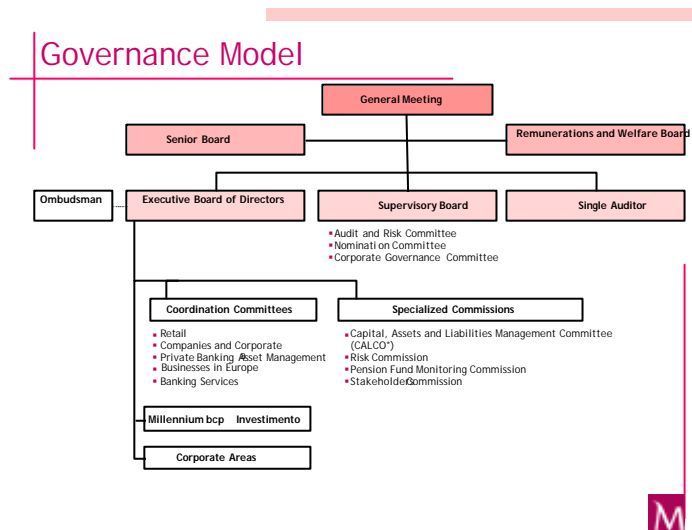 Governance Model
General Meeting
Senior Board
Remunerations and Welfare Board
Ombudsman
Executive Board of Directors
Supervisory Board
Single Auditor
Audit and Risk Committee
Nomination Committee
Corporate Governance Committee
Coordination Committees
Specialized Commissions
Retail
Companies and Corporate
Private Banking Asset Management
Businesses in Europe
Banking Services
Capital, Assets and Liabilities Management Committee
(CALCO*)
Risk Commission
Pension Fund Monitoring Commission
Stakeholders Commission
Millennium bcp Investimento
Corporate Areas
M